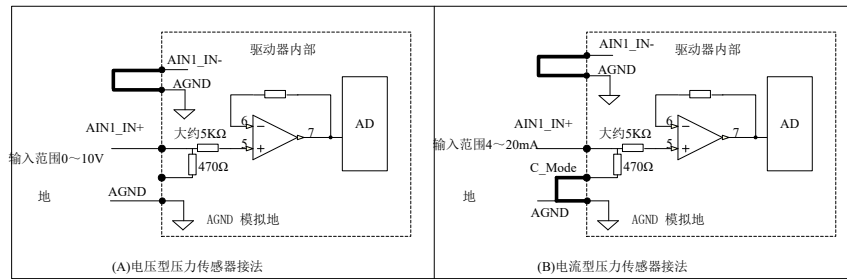 驱动器内部
AIN1_IN-
AGND
AIN1_IN+
大约5KΩ
6
7
5
AD
输入范围0～10V
470Ω
地
AGND
AGND 模拟地
(A)电压型压力传感器接法
驱动器内部
AIN1_IN-
AGND
AIN1_IN+
大约5KΩ
6
7
5
AD
输入范围4～20mA
C_Mode
470Ω
地
AGND
AGND 模拟地
(B)电流型压力传感器接法